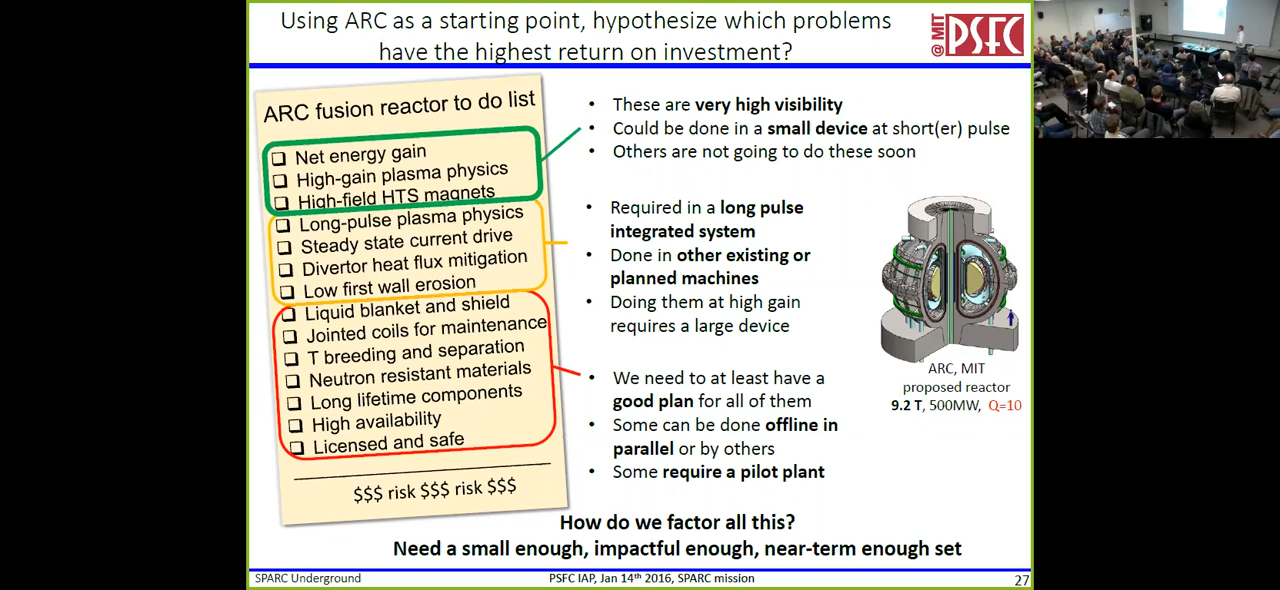 Using ARC as a starting point, hypothesize which problems
have the highest return on investment?
@MIT
PSFC
ARC fusion reactor to do list
❑ Net energy gain
❑ High-gain plasma physics
❑ High-field HTS magnets
❑ Long-pulse plasma physics
❑ Steady state current drive
❑ Divertor heat flux mitigation
❑ Low first wall erosion
❑ Liquid blanket and shield
❑ Jointed coils for maintenance
❑ T breeding and separation
❑ Neutron resistant materials
❑ Long lifetime components
❑ High availability
❑ Licensed and safe
$$$ risk $$$ risk $$$
• These are very high visibility
• Could be done in a small device at short(er) pulse
• Others are not going to do these soon
• Required in a long pulse
integrated system
• Done in other existing or
planned machines
• Doing them at high gain
requires a large device
• We need to at least have a
good plan for all of them
• Some can be done offline in
parallel or by others
• Some require a pilot plant
ARC, MIT
proposed reactor
9.2 T, 500MW, Q=10
How do we factor all this?
Need a small enough, impactful enough, near-term enough set
SPARC Underground
PSFC IAP, Jan 14th 2016, SPARC mission
27